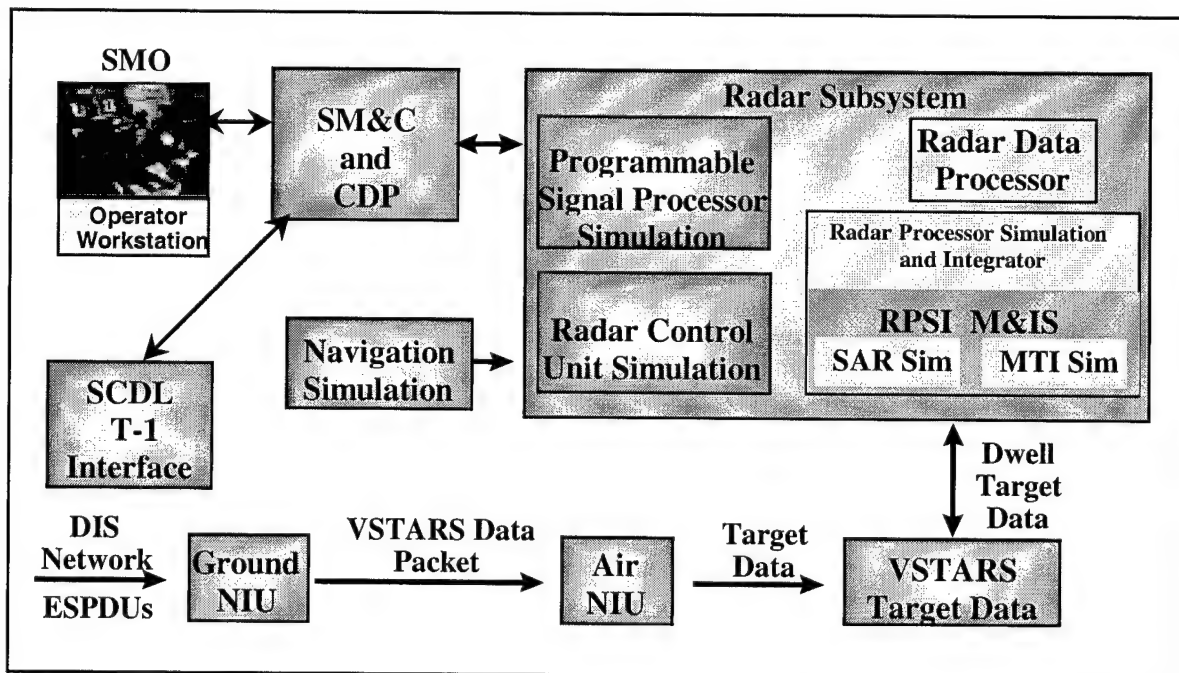 SMO
Operator
Workstation
SM&C
and
CDP
Radar Subsystem
Programmable
Signal Processor
Simulation
Radar Data
Processor
Radar Processor Simulation
and Integrator
RPSI M&IS
SAR Sim
MTI Sim
Radar Control
Unit Simulation
Navigation
Simulation
SCDL
T-1
Interface
Dwell
Target
Data
DIS
Network
ESPDUs
Ground
NIU
VSTARS Data
Packet
Air
NIU
Target
Data
VSTARS
Target Data